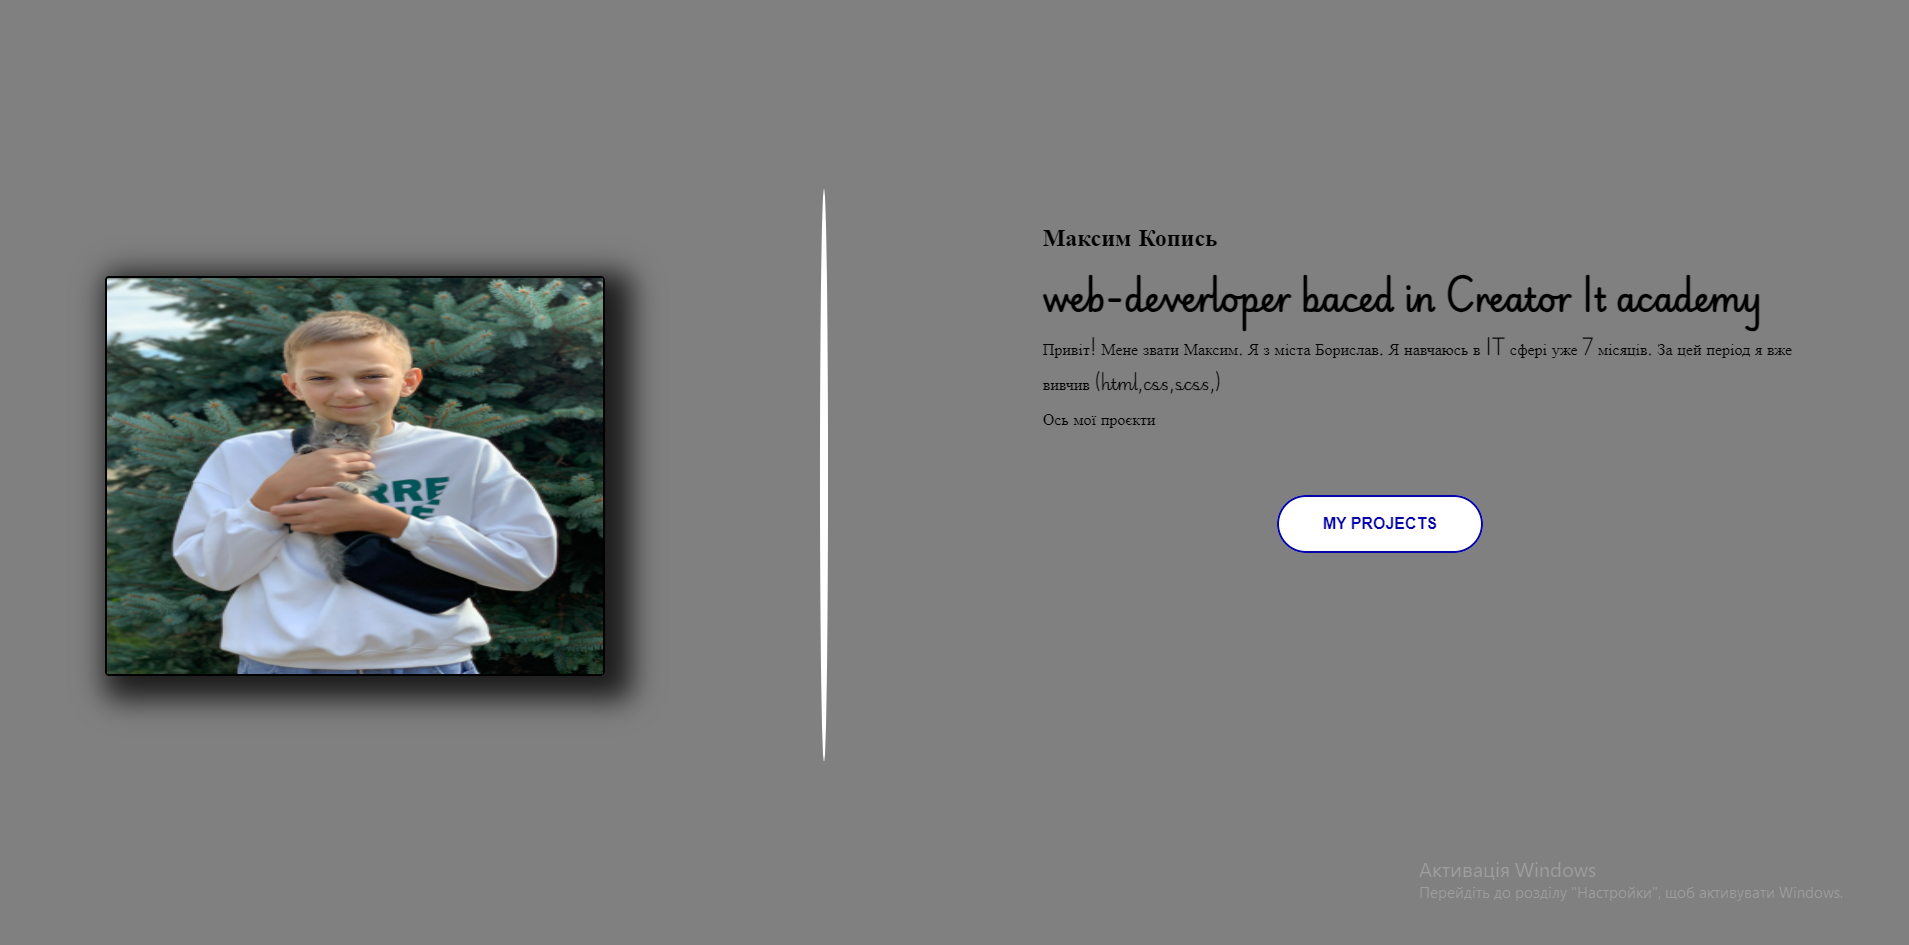 Максим Копись
web-deverloper baced in Creator It academy
Привіт! Мене звати Максим. Я з міста Борислав. Я навчаюсь в IT сфері уже 7 місяців. За цей період я вже
вивчив (html,css,scss,)
Ось мої проєкти
MY PROJECTS
Активація Windows
Перейдіть до розділу "Настройки", щоб активувати Windows.